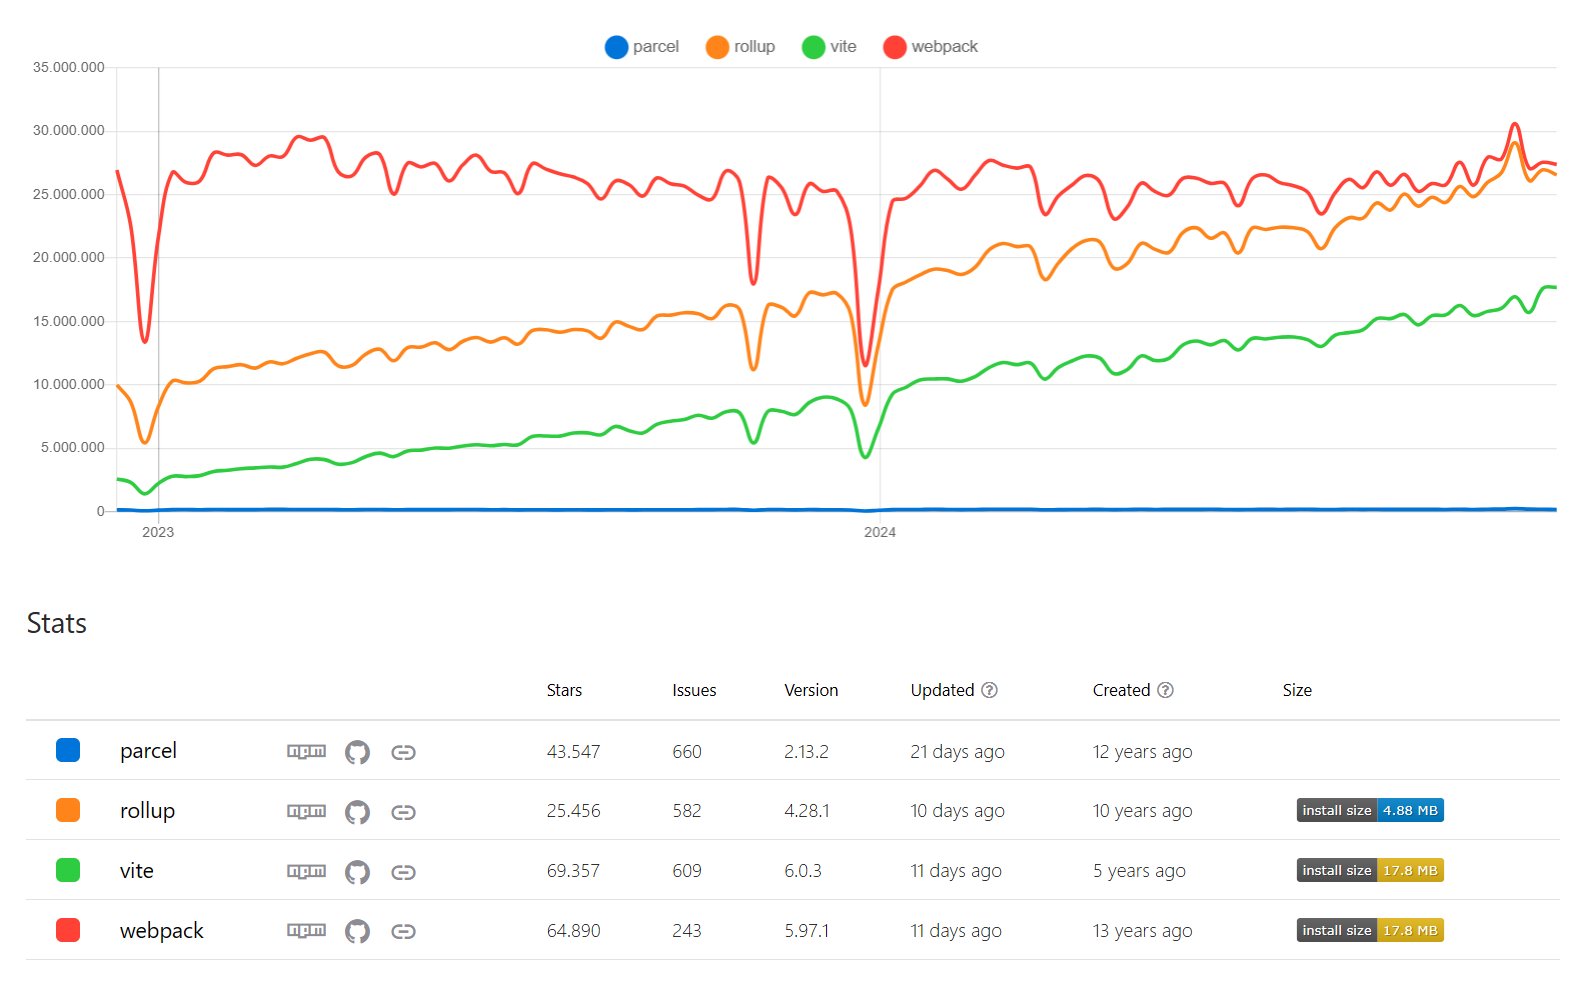 parcel rollup vite webpack
35.000.000
30.000.000
25.000.000
20.000.000
15.000.000
10.000.000
5.000.000
0
2023 2024
Stats
Stars Issues Version Updated ? Created ? Size
parcel npm 43.547 660 2.13.2 21 days ago 12 years ago
rollup npm 25.456 582 4.28.1 10 days ago 10 years ago install size 4.88 MB
vite npm 69.357 609 6.0.3 11 days ago 5 years ago install size 17.8 MB
webpack npm 64.890 243 5.97.1 11 days ago 13 years ago install size 17.8 MB